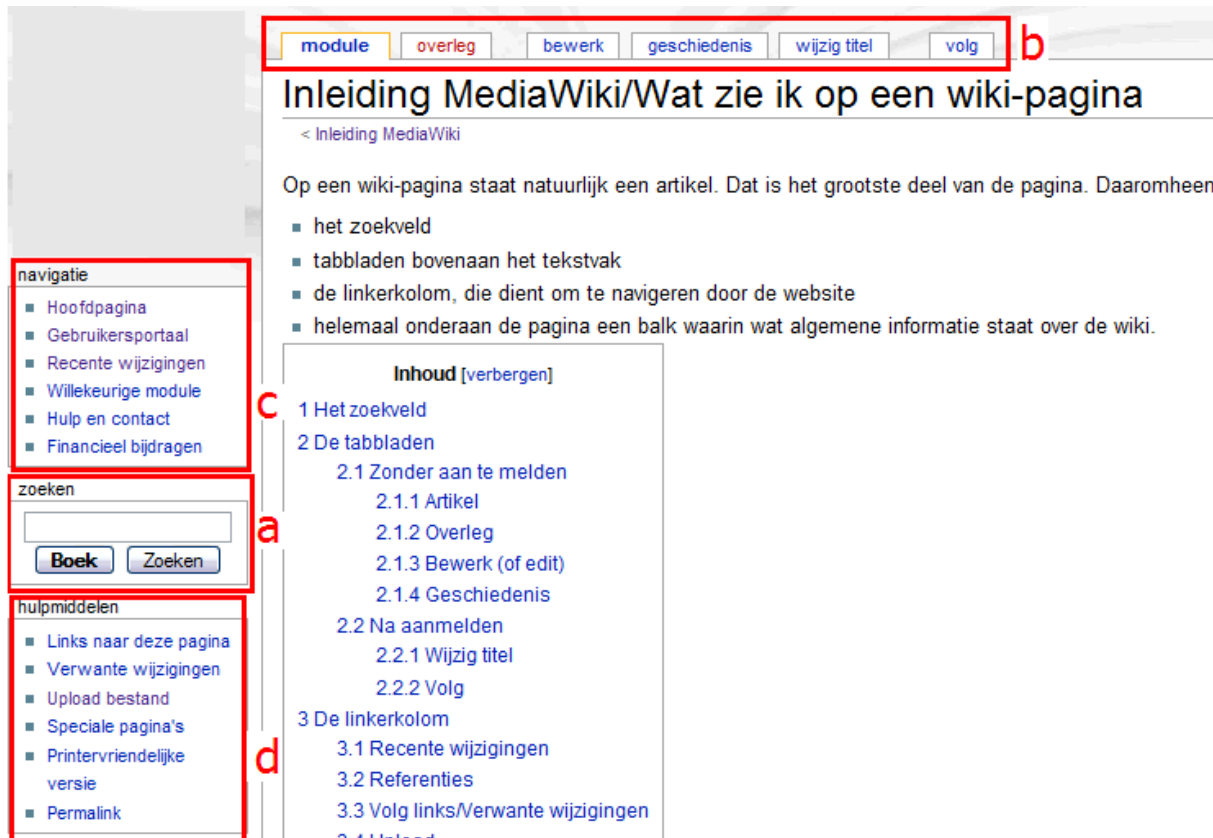 module overleg bewerk geschiedenis wijzig titel volg b
Inleiding MediaWiki/Wat zie ik op een wiki-pagina
< Inleiding MediaWiki
Op een wiki-pagina staat natuurlijk een artikel. Dat is het grootste deel van de pagina. Daaromheen
het zoekveld
tabbladen bovenaan het tekstvak
de linkerkolom, die dient om te navigeren door de website
helemaal onderaan de pagina een balk waarin wat algemene informatie staat over de wiki.
navigatie
Hoofdpagina
Gebruikersportaal
Recente wijzigingen
Willekeurige module
Hulp en contact
Financieel bijdragen
c
zoeken
Boek Zoeken
a
hulpmiddelen
Links naar deze pagina
Verwante wijzigingen
Upload bestand
Speciale pagina's
Printervriendelijke
versie
Permalink
d
Inhoud [verbergen]
1 Het zoekveld
2 De tabbladen
2.1 Zonder aan te melden
2.1.1 Artikel
2.1.2 Overleg
2.1.3 Bewerk (of edit)
2.1.4 Geschiedenis
2.2 Na aanmelden
2.2.1 Wijzig titel
2.2.2 Volg
3 De linkerkolom
3.1 Recente wijzigingen
3.2 Referenties
3.3 Volg links/Verwante wijzigingen
3.4 Upload